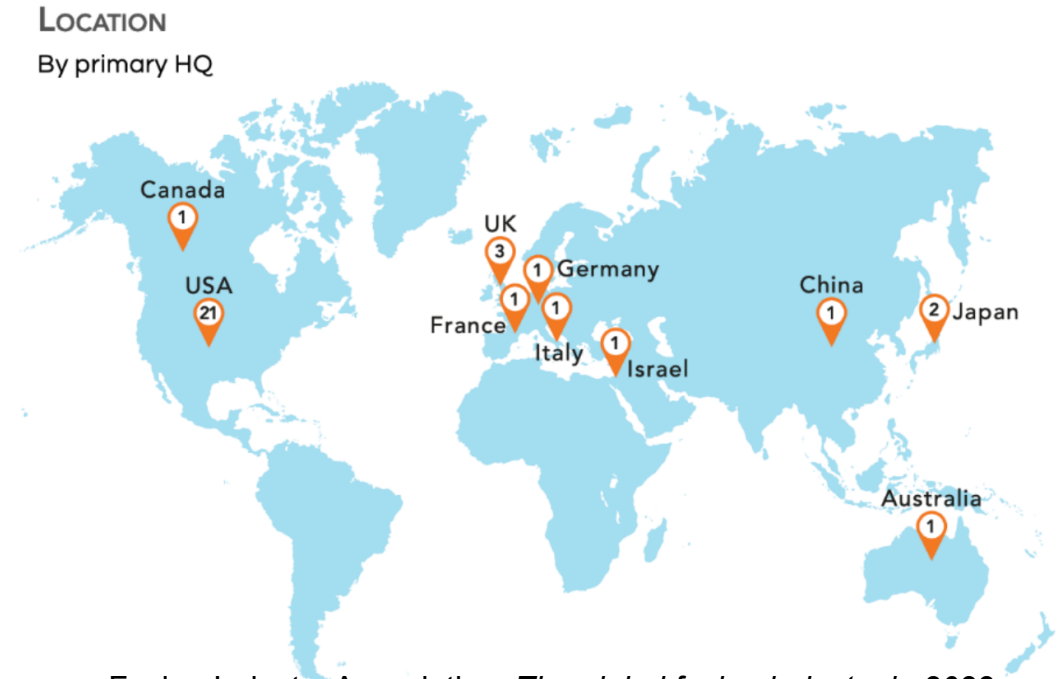 LOCATION
By primary HQ
Canada
1
UK
3
1 Germany
USA
21
1
France
1
Italy
1
Israel
China
1
2 Japan
Australia
1